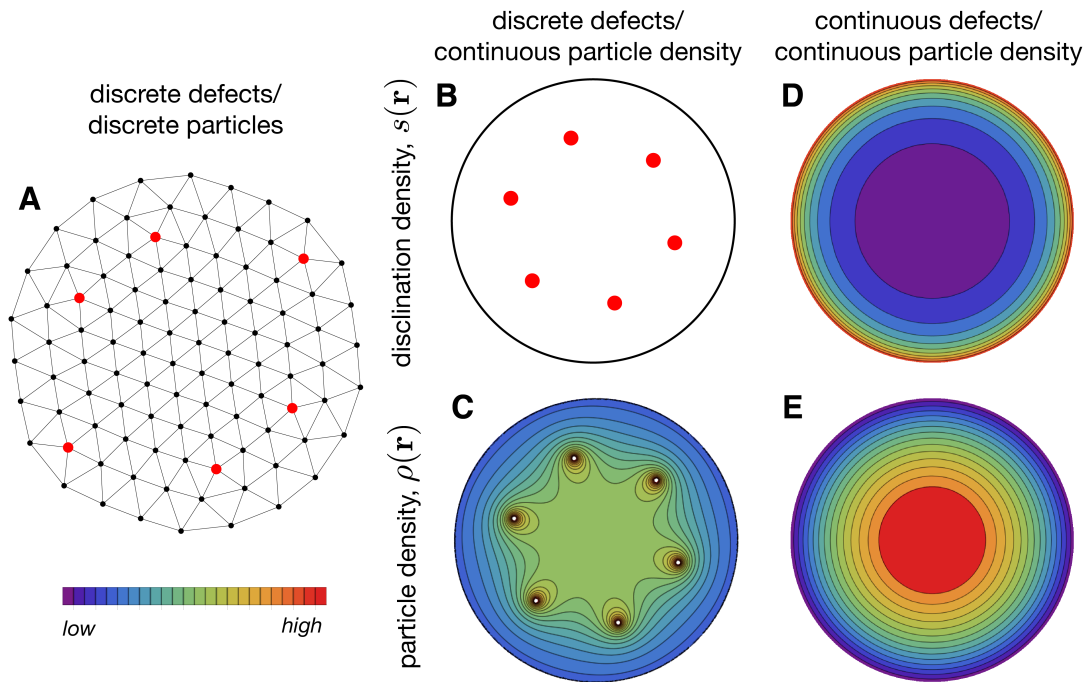 discrete defects/
discrete particles
A
low
high
discrete defects/
continuous particle density
continuous defects/
continuous particle density
disclination density, s(r)
B
D
particle density, ρ(r)
C
E